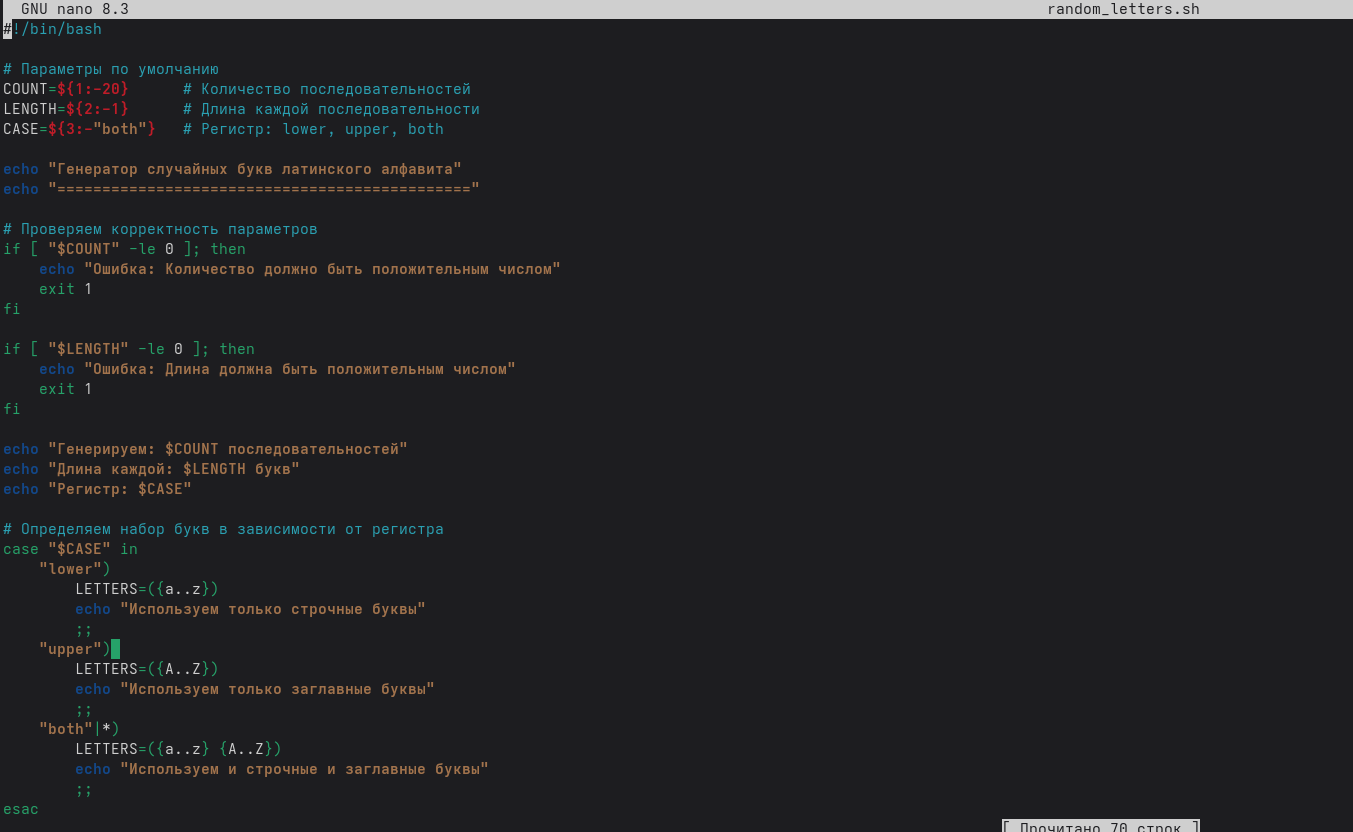 GNU nano 8.3 random_letters.sh
#!/bin/bash
# Параметры по умолчанию
COUNT=${1:-20}      # Количество последовательностей
LENGTH=${2:-1}      # Длина каждой последовательности
CASE=${3:-"both"}   # Регистр: lower, upper, both
echo "Генератор случайных букв латинского алфавита"
echo "=============================================="
# Проверяем корректность параметров
if [ "$COUNT" -le 0 ]; then
    echo "Ошибка: Количество должно быть положительным числом"
    exit 1
fi
if [ "$LENGTH" -le 0 ]; then
    echo "Ошибка: Длина должна быть положительным числом"
    exit 1
fi
echo "Генерируем: $COUNT последовательностей"
echo "Длина каждой: $LENGTH букв"
echo "Регистр: $CASE"
# Определяем набор букв в зависимости от регистра
case "$CASE" in
    "lower")
        LETTERS=({a..z})
        echo "Используем только строчные буквы"
        ;;
    "upper")
        LETTERS=({A..Z})
        echo "Используем только заглавные буквы"
        ;;
    "both"|*)
        LETTERS=({a..z} {A..Z})
        echo "Используем и строчные и заглавные буквы"
        ;;
esac
[ Прочитано 70 строк ]